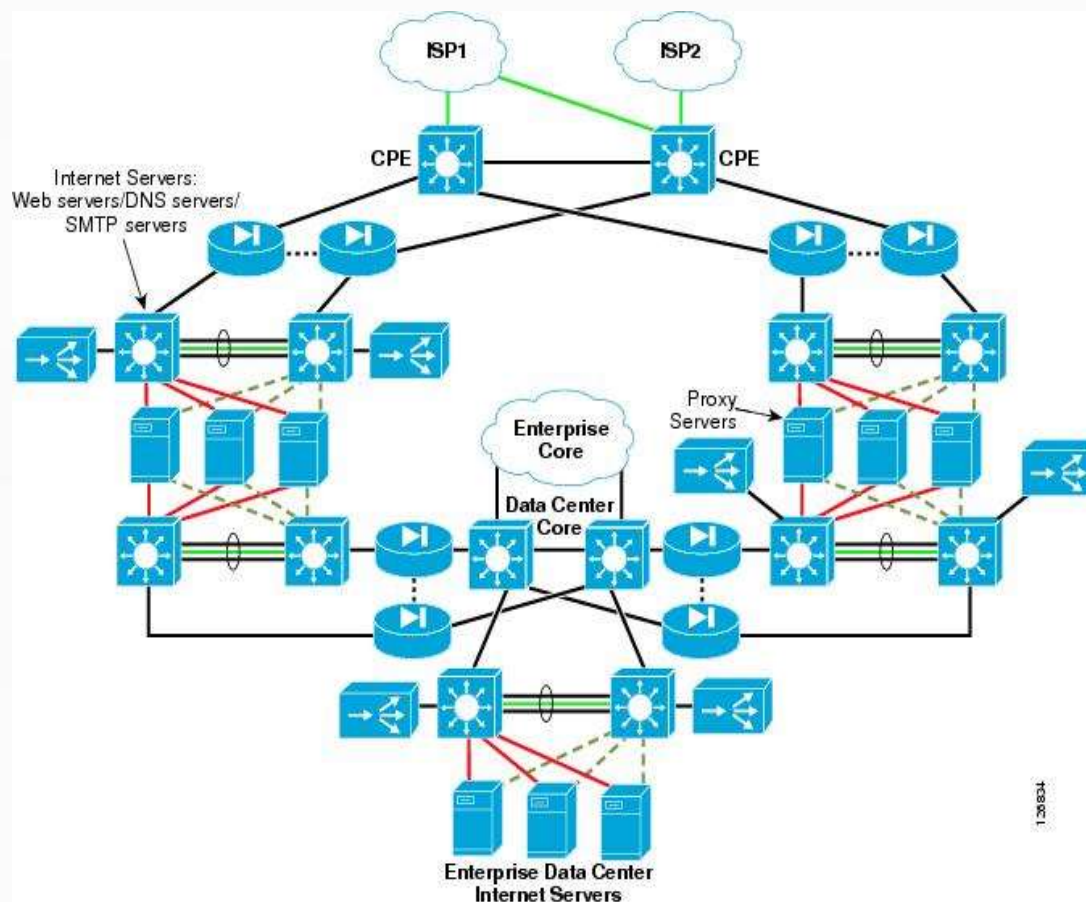 ISP1
ISP2
CPE
CPE
Internet Servers:
Web servers/DNS servers/
SMTP servers
Proxy
Servers
Enterprise
Core
Data Center
Core
Enterprise Data Center
Internet Servers
126834